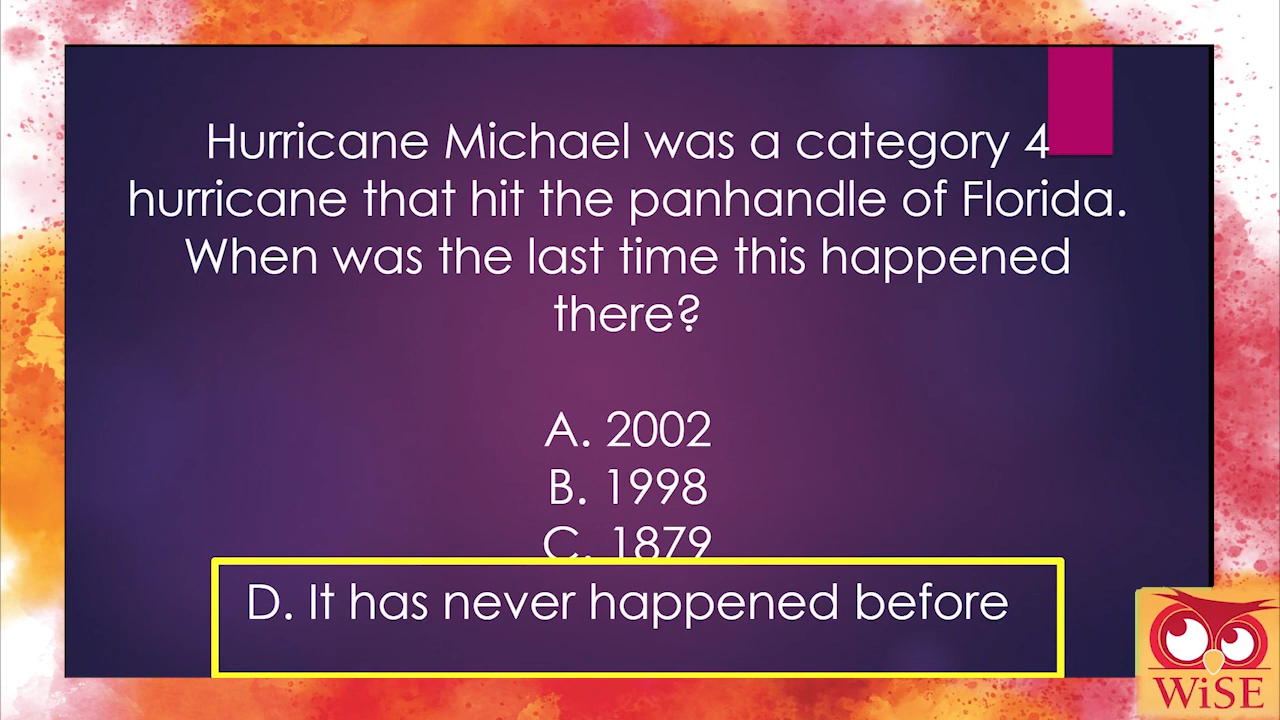 Hurricane Michael was a category 4
hurricane that hit the panhandle of Florida.
When was the last time this happened
there?
A. 2002
B. 1998
C. 1879
D. It has never happened before
WiSE